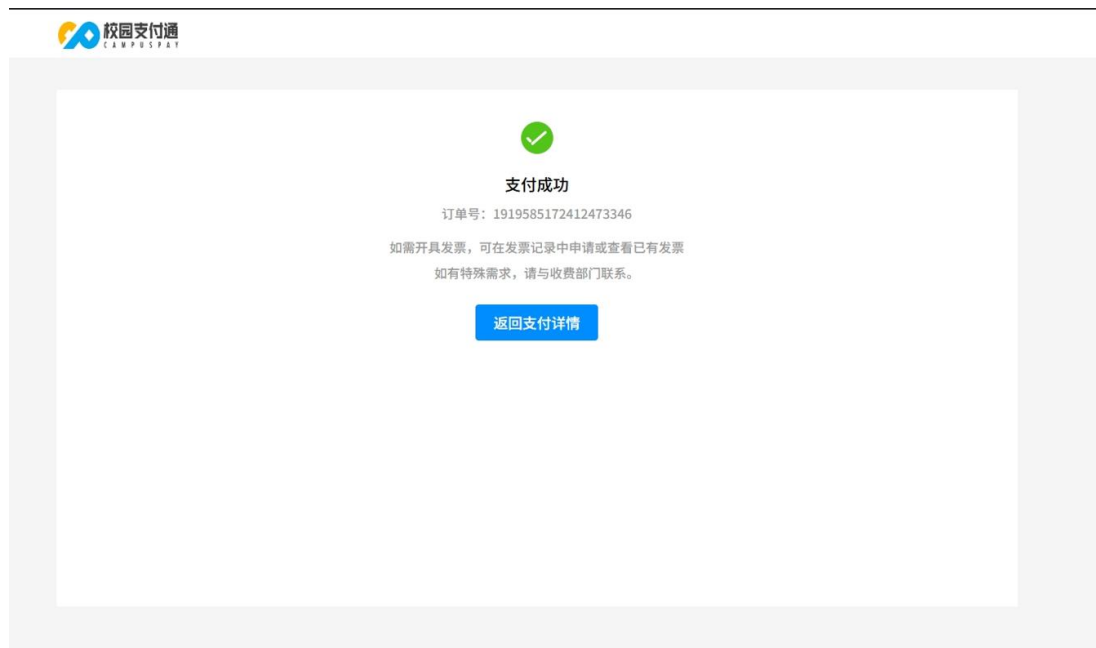 校园支付通
CAMPUSPAY
支付成功
订单号：1919585172412473346
如需开具发票，可在发票记录中申请或查看已有发票
如有特殊需求，请与收费部门联系。
返回支付详情